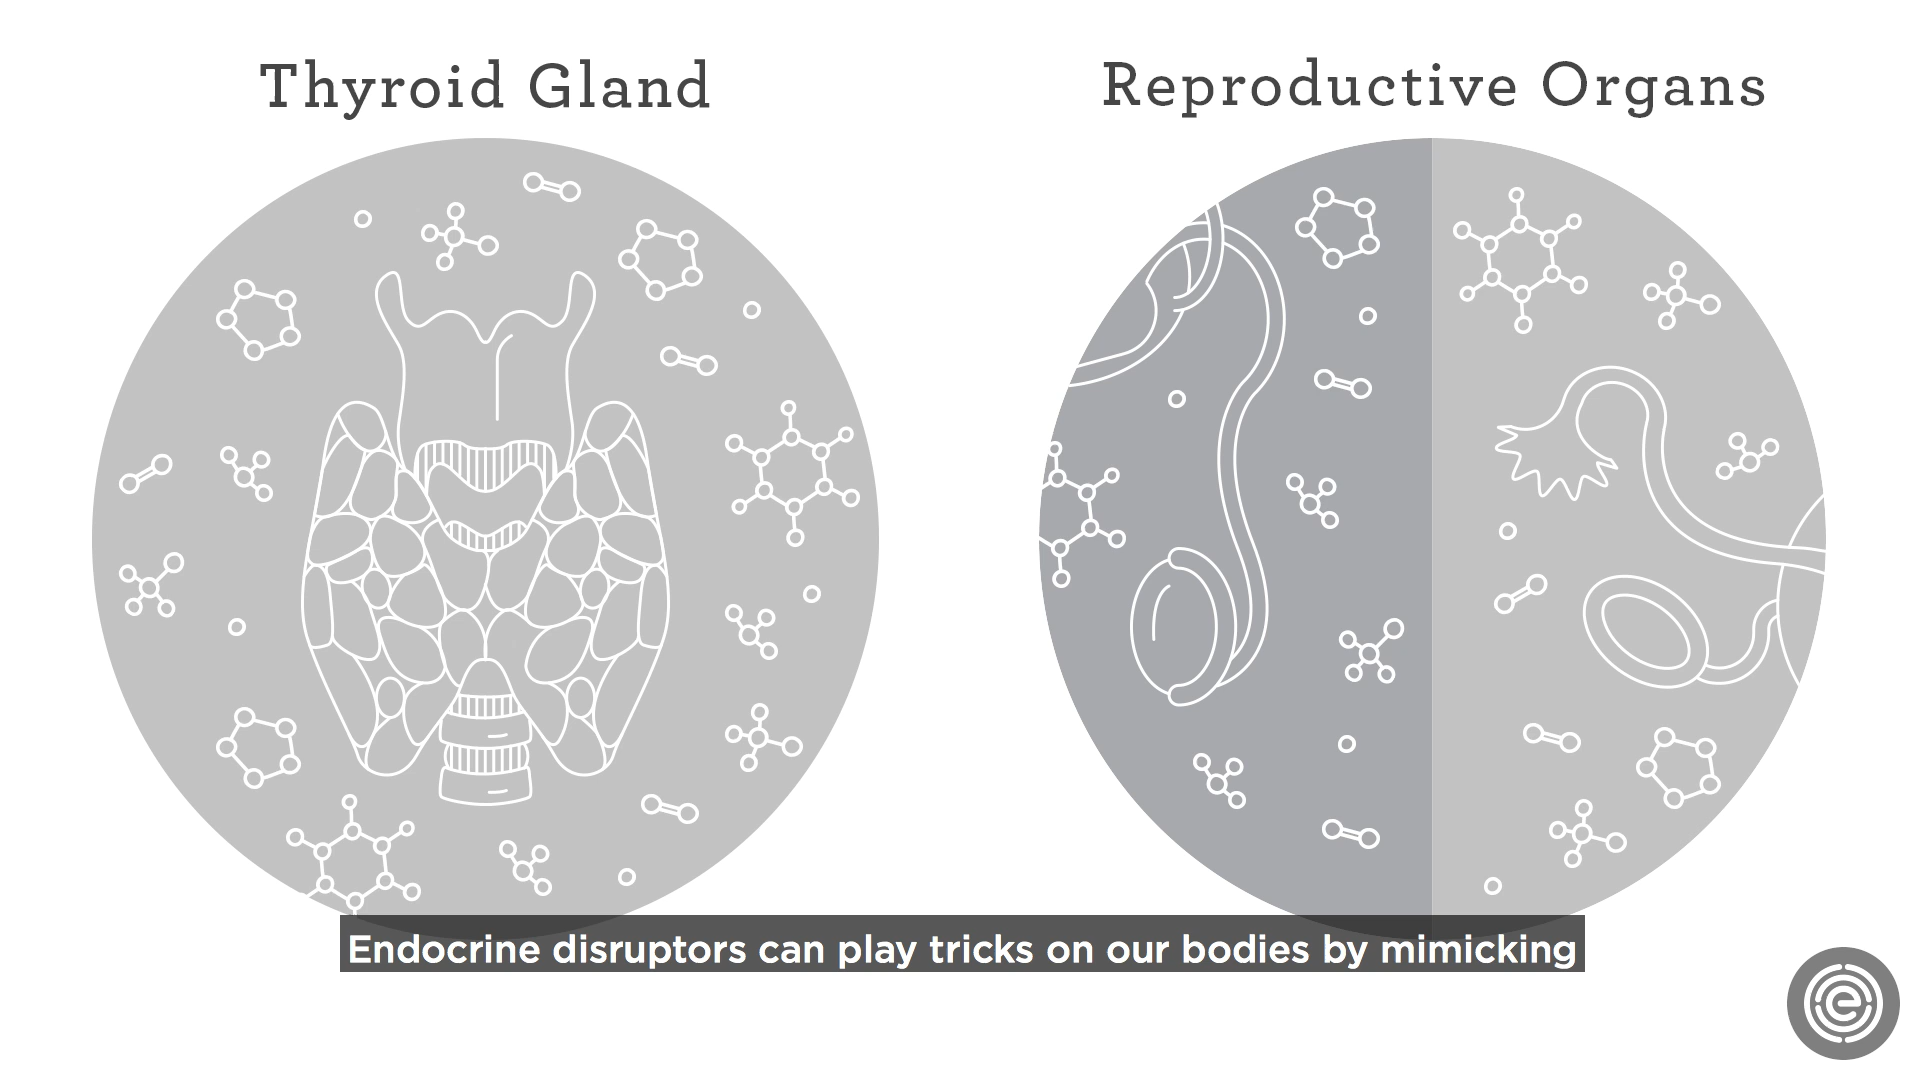 Thyroid Gland
Reproductive Organs
Endocrine disruptors can play tricks on our bodies by mimicking
e